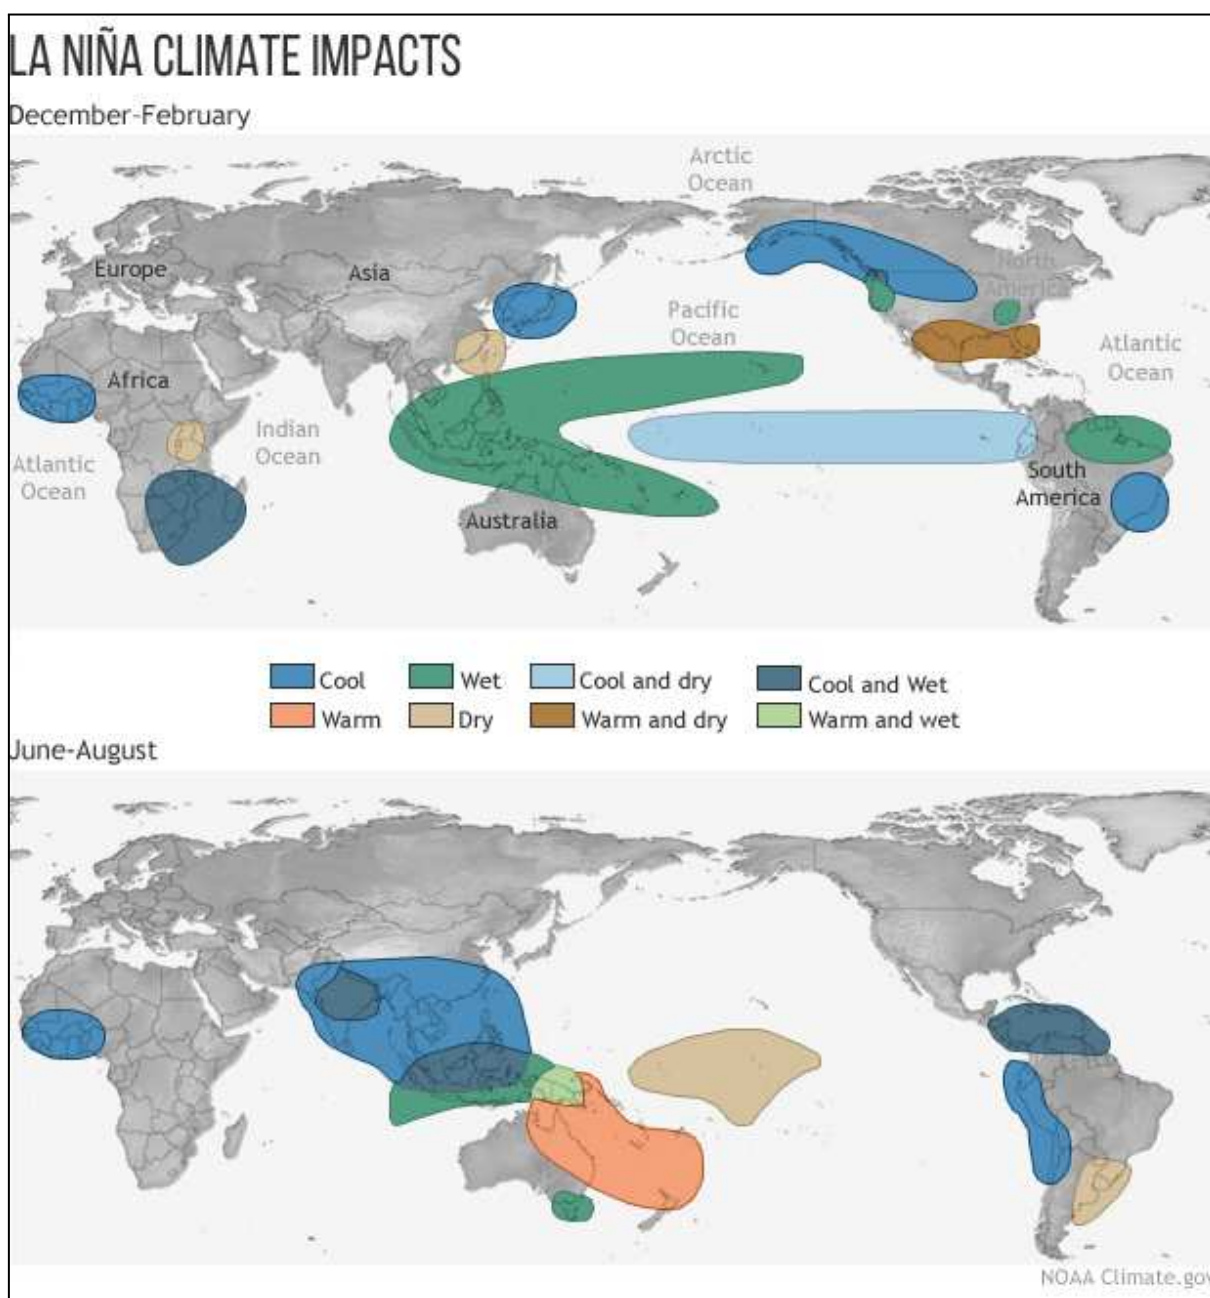 LA NIÑA CLIMATE IMPACTS
December-February
Arctic
Ocean
Europe
Asia
North
America
Pacific
Ocean
Atlantic
Ocean
Africa
Indian
Ocean
Atlantic
Ocean
South
America
Australia
Cool
Wet
Cool and dry
Cool and Wet
Warm
Dry
Warm and dry
Warm and wet
June-August
NOAA Climate.gov